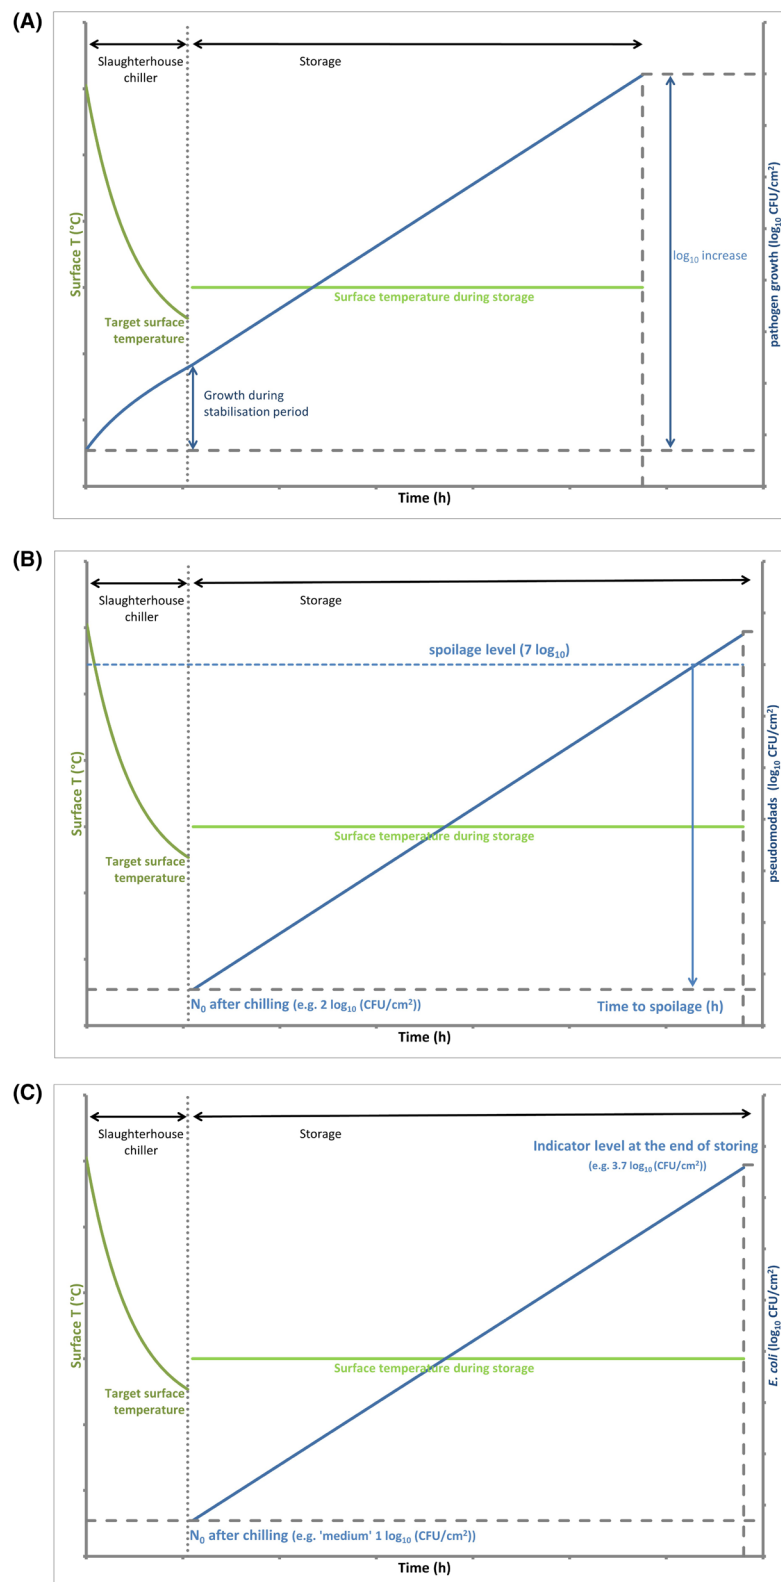 (A)
Slaughterhouse
chiller
Storage
Surface T (°C)
pathogen growth (log₁₀ CFU/cm²)
log₁₀ increase
Surface temperature during storage
Target surface
temperature
Growth during
stabilisation period
Time (h)
(B)
Slaughterhouse
chiller
Storage
spoilage level (7 log₁₀)
Surface T (°C)
pseudomodads (log₁₀ CFU/cm²)
Surface temperature during storage
Target surface
temperature
N₀ after chilling (e.g. 2 log₁₀ (CFU/cm²))
Time to spoilage (h)
Time (h)
(C)
Slaughterhouse
chiller
Storage
Indicator level at the end of storing
(e.g. 3.7 log₁₀ (CFU/cm²))
Surface T (°C)
E. coli (log₁₀ CFU/cm²)
Surface temperature during storage
Target surface
temperature
N₀ after chilling (e.g. 'medium' 1 log₁₀ (CFU/cm²))
Time (h)